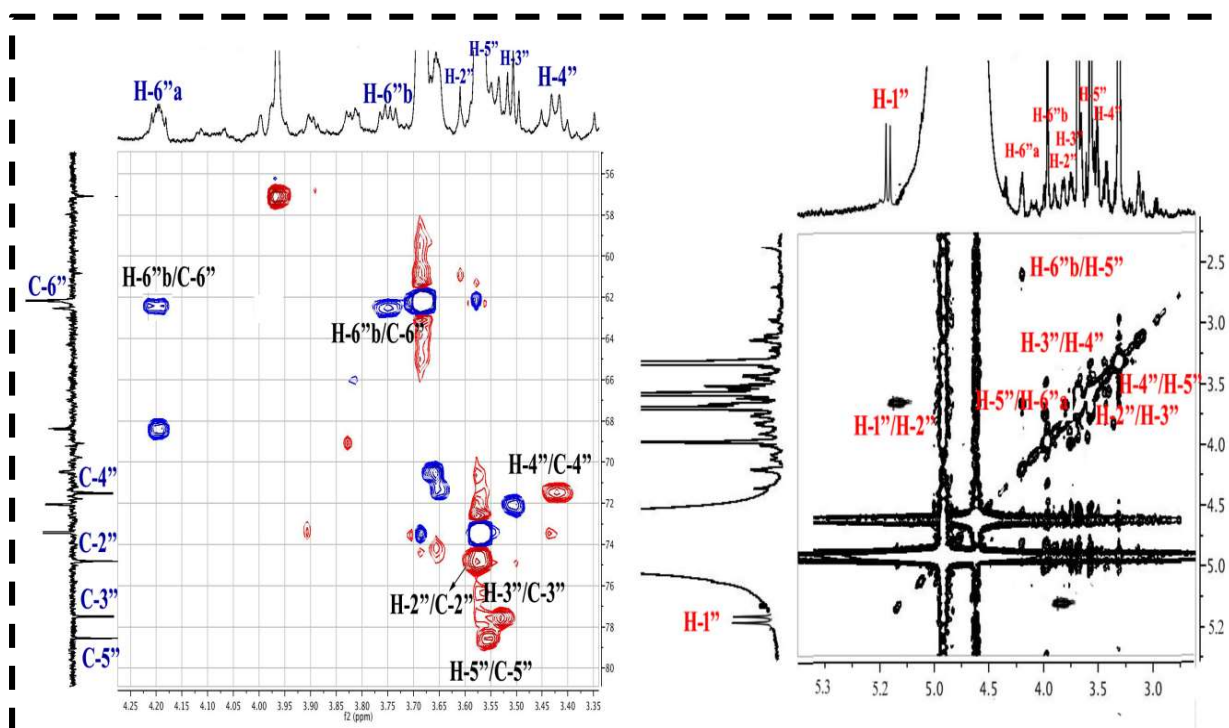 H-6”a
H-6”b
H-2”
H-5”
H-3”
H-4”
C-6”
C-4”
C-2”
C-3”
C-5”
H-6”b/C-6”
H-6”b/C-6”
H-4”/C-4”
H-2”/C-2”
H-3”/C-3”
H-5”/C-5”
56
58
60
62
64
66
68
70
72
74
76
78
80
4.25 4.20 4.15 4.10 4.05 4.00 3.95 3.90 3.85 3.80 3.75 3.70 3.65 3.60 3.55 3.50 3.45 3.40 3.35
f2 (ppm)
H-1”
H-6”a
H-6”b
H-3”
H-2”
H-5”
H-4”
H-6”b/H-5”
H-3”/H-4”
H-4”/H-5”
H-5”/H-6”a
H-2”/H-3”
H-1”/H-2”
H-1”
2.5
3.0
3.5
4.0
4.5
5.0
5.2
5.3 5.2 5.0 4.5 4.0 3.5 3.0